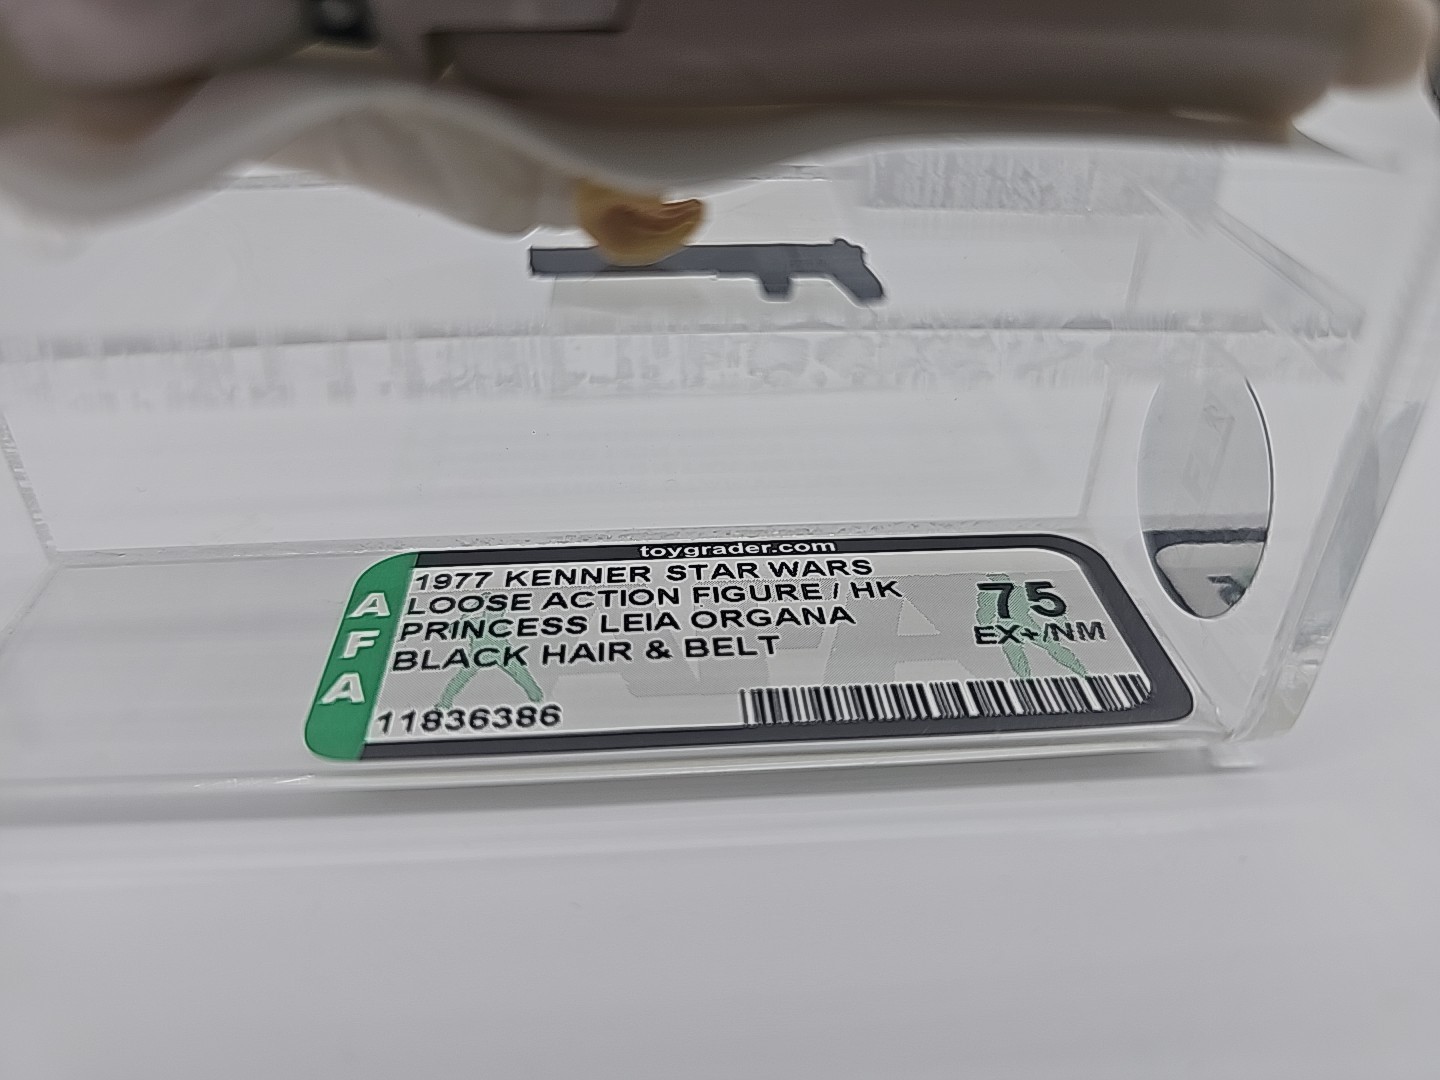 toygrader.com
AFA
1977 KENNER STAR WARS
LOOSE ACTION FIGURE / HK
PRINCESS LEIA ORGANA
BLACK HAIR & BELT
75
EX+/NM
11836386